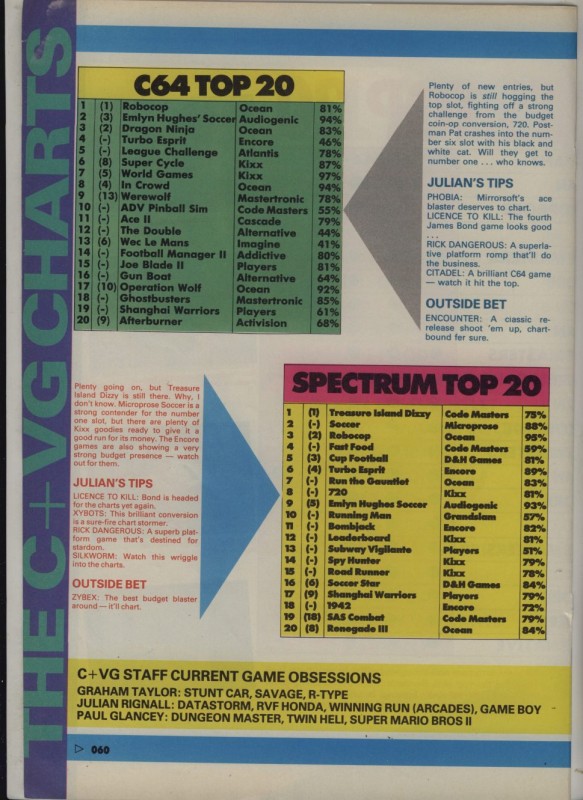 THE C+VG CHARTS
C64 TOP 20
1 (1) Robocop Ocean 81%
2 (3) Emlyn Hughes' Soccer Audiogenic 94%
3 (2) Dragon Ninja Ocean 83%
4 (-) Turbo Esprit Encore 46%
5 (-) League Challenge Atlantis 78%
6 (8) Super Cycle Kixx 87%
7 (5) World Games Kixx 97%
8 (4) In Crowd Ocean 94%
9 (13) Werewolf Mastertronic 78%
10 (-) ADV Pinball Sim Code Masters 55%
11 (-) Ace II Cascade 79%
12 (-) The Double Alternative 44%
13 (6) Wec Le Mans Imagine 41%
14 (-) Football Manager II Addictive 80%
15 (-) Joe Blade II Players 81%
16 (-) Gun Boat Alternative 64%
17 (10) Operation Wolf Ocean 92%
18 (-) Ghostbusters Mastertronic 85%
19 (-) Shanghai Warriors Players 61%
20 (9) Afterburner Activision 68%
Plenty of new entries, but
Robocop is still hogging the
top slot, fighting off a strong
challenge from the budget
coin-op conversion, 720. Post-
man Pat crashes into the num-
ber six slot with his black and
white cat. Will they get to
number one . . . who knows.
JULIAN'S TIPS
PHOBIA: Mirrorsoft's ace
blaster deserves to chart.
LICENCE TO KILL: The fourth
James Bond game looks good
. . .
RICK DANGEROUS: A superla-
tive platform romp that'll do
the business.
CITADEL: A brilliant C64 game
— watch it hit the top.
OUTSIDE BET
ENCOUNTER: A classic re-
release shoot 'em up, chart-
bound fer sure.
Plenty going on, but Treasure
Island Dizzy is still there. Why, I
don't know. Microprose Soccer is a
strong contender for the number
one slot, but there are plenty of
Kixx goodies ready to give it a
good run for its money. The Encore
games are also showing a very
strong budget presence — watch
out for them.
JULIAN'S TIPS
LICENCE TO KILL: Bond is headed
for the charts yet again.
XYBOTS: This brilliant conversion
is a sure-fire chart stormer.
RICK DANGEROUS: A superb plat-
form game that's destined for
stardom.
SILKWORM: Watch this wriggle
into the charts.
OUTSIDE BET
ZYBEX: The best budget blaster
around — it'll chart.
SPECTRUM TOP 20
1 (1) Treasure Island Dizzy Code Masters 75%
2 (-) Soccer Microprose 88%
3 (2) Robocop Ocean 95%
4 (-) Fast Food Code Masters 59%
5 (3) Cup Football D&H Games 81%
6 (4) Turbo Esprit Encore 89%
7 (-) Run the Gauntlet Ocean 83%
8 (-) 720 Kixx 81%
9 (5) Emlyn Hughes Soccer Audiogenic 93%
10 (-) Running Man Grandslam 57%
11 (-) Bombjack Encore 82%
12 (-) Leaderboard Kixx 81%
13 (-) Subway Vigilante Players 51%
14 (-) Spy Hunter Kixx 79%
15 (-) Road Runner Kixx 78%
16 (6) Soccer Star D&H Games 84%
17 (9) Shanghai Warriors Players 79%
18 (-) 1942 Encore 72%
19 (18) SAS Combat Code Masters 79%
20 (8) Renegade III Ocean 84%
C+VG STAFF CURRENT GAME OBSESSIONS
GRAHAM TAYLOR: STUNT CAR, SAVAGE, R-TYPE
JULIAN RIGNALL: DATASTORM, RVF HONDA, WINNING RUN (ARCADES), GAME BOY
PAUL GLANCEY: DUNGEON MASTER, TWIN HELI, SUPER MARIO BROS II
▷ 060